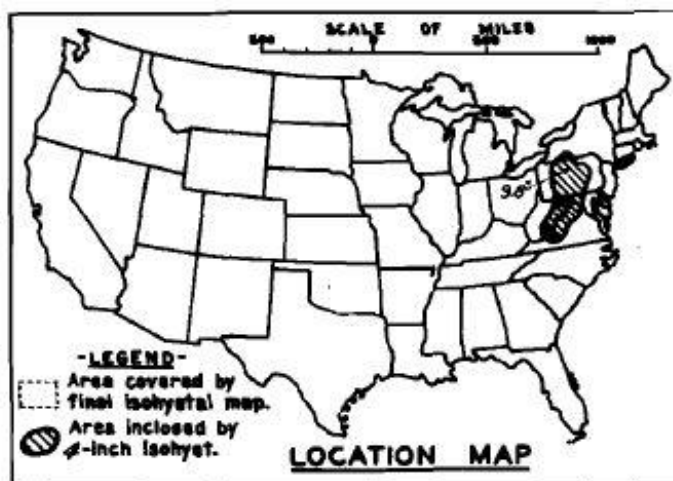 SCALE OF MILES
500 0 500 1000
-LEGEND-
Area covered by
final isohyetal map.
Area inclosed by
4-inch isohyet.
LOCATION MAP